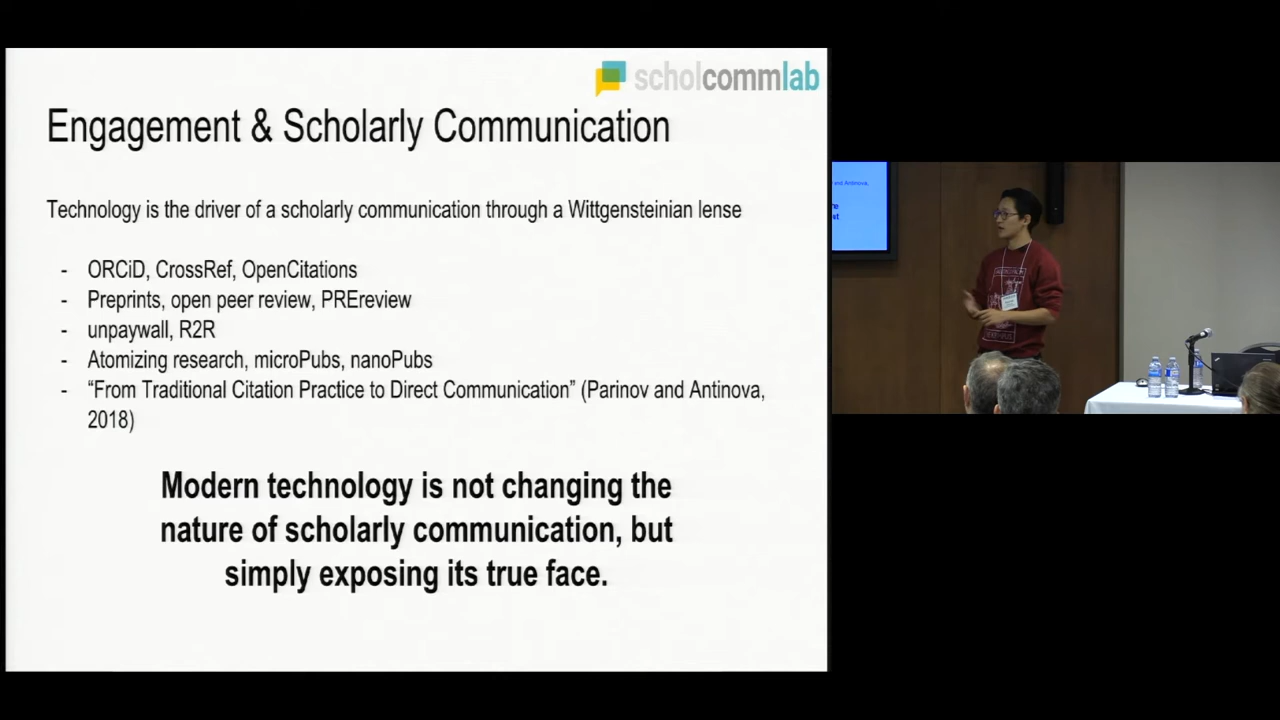 scholcommlab
Engagement & Scholarly Communication
Technology is the driver of a scholarly communication through a Wittgensteinian lense
- ORCiD, CrossRef, OpenCitations
- Preprints, open peer review, PREreview
- unpaywall, R2R
- Atomizing research, microPubs, nanoPubs
- “From Traditional Citation Practice to Direct Communication” (Parinov and Antinova,
2018)
Modern technology is not changing the
nature of scholarly communication, but
simply exposing its true face.
and Antinova,